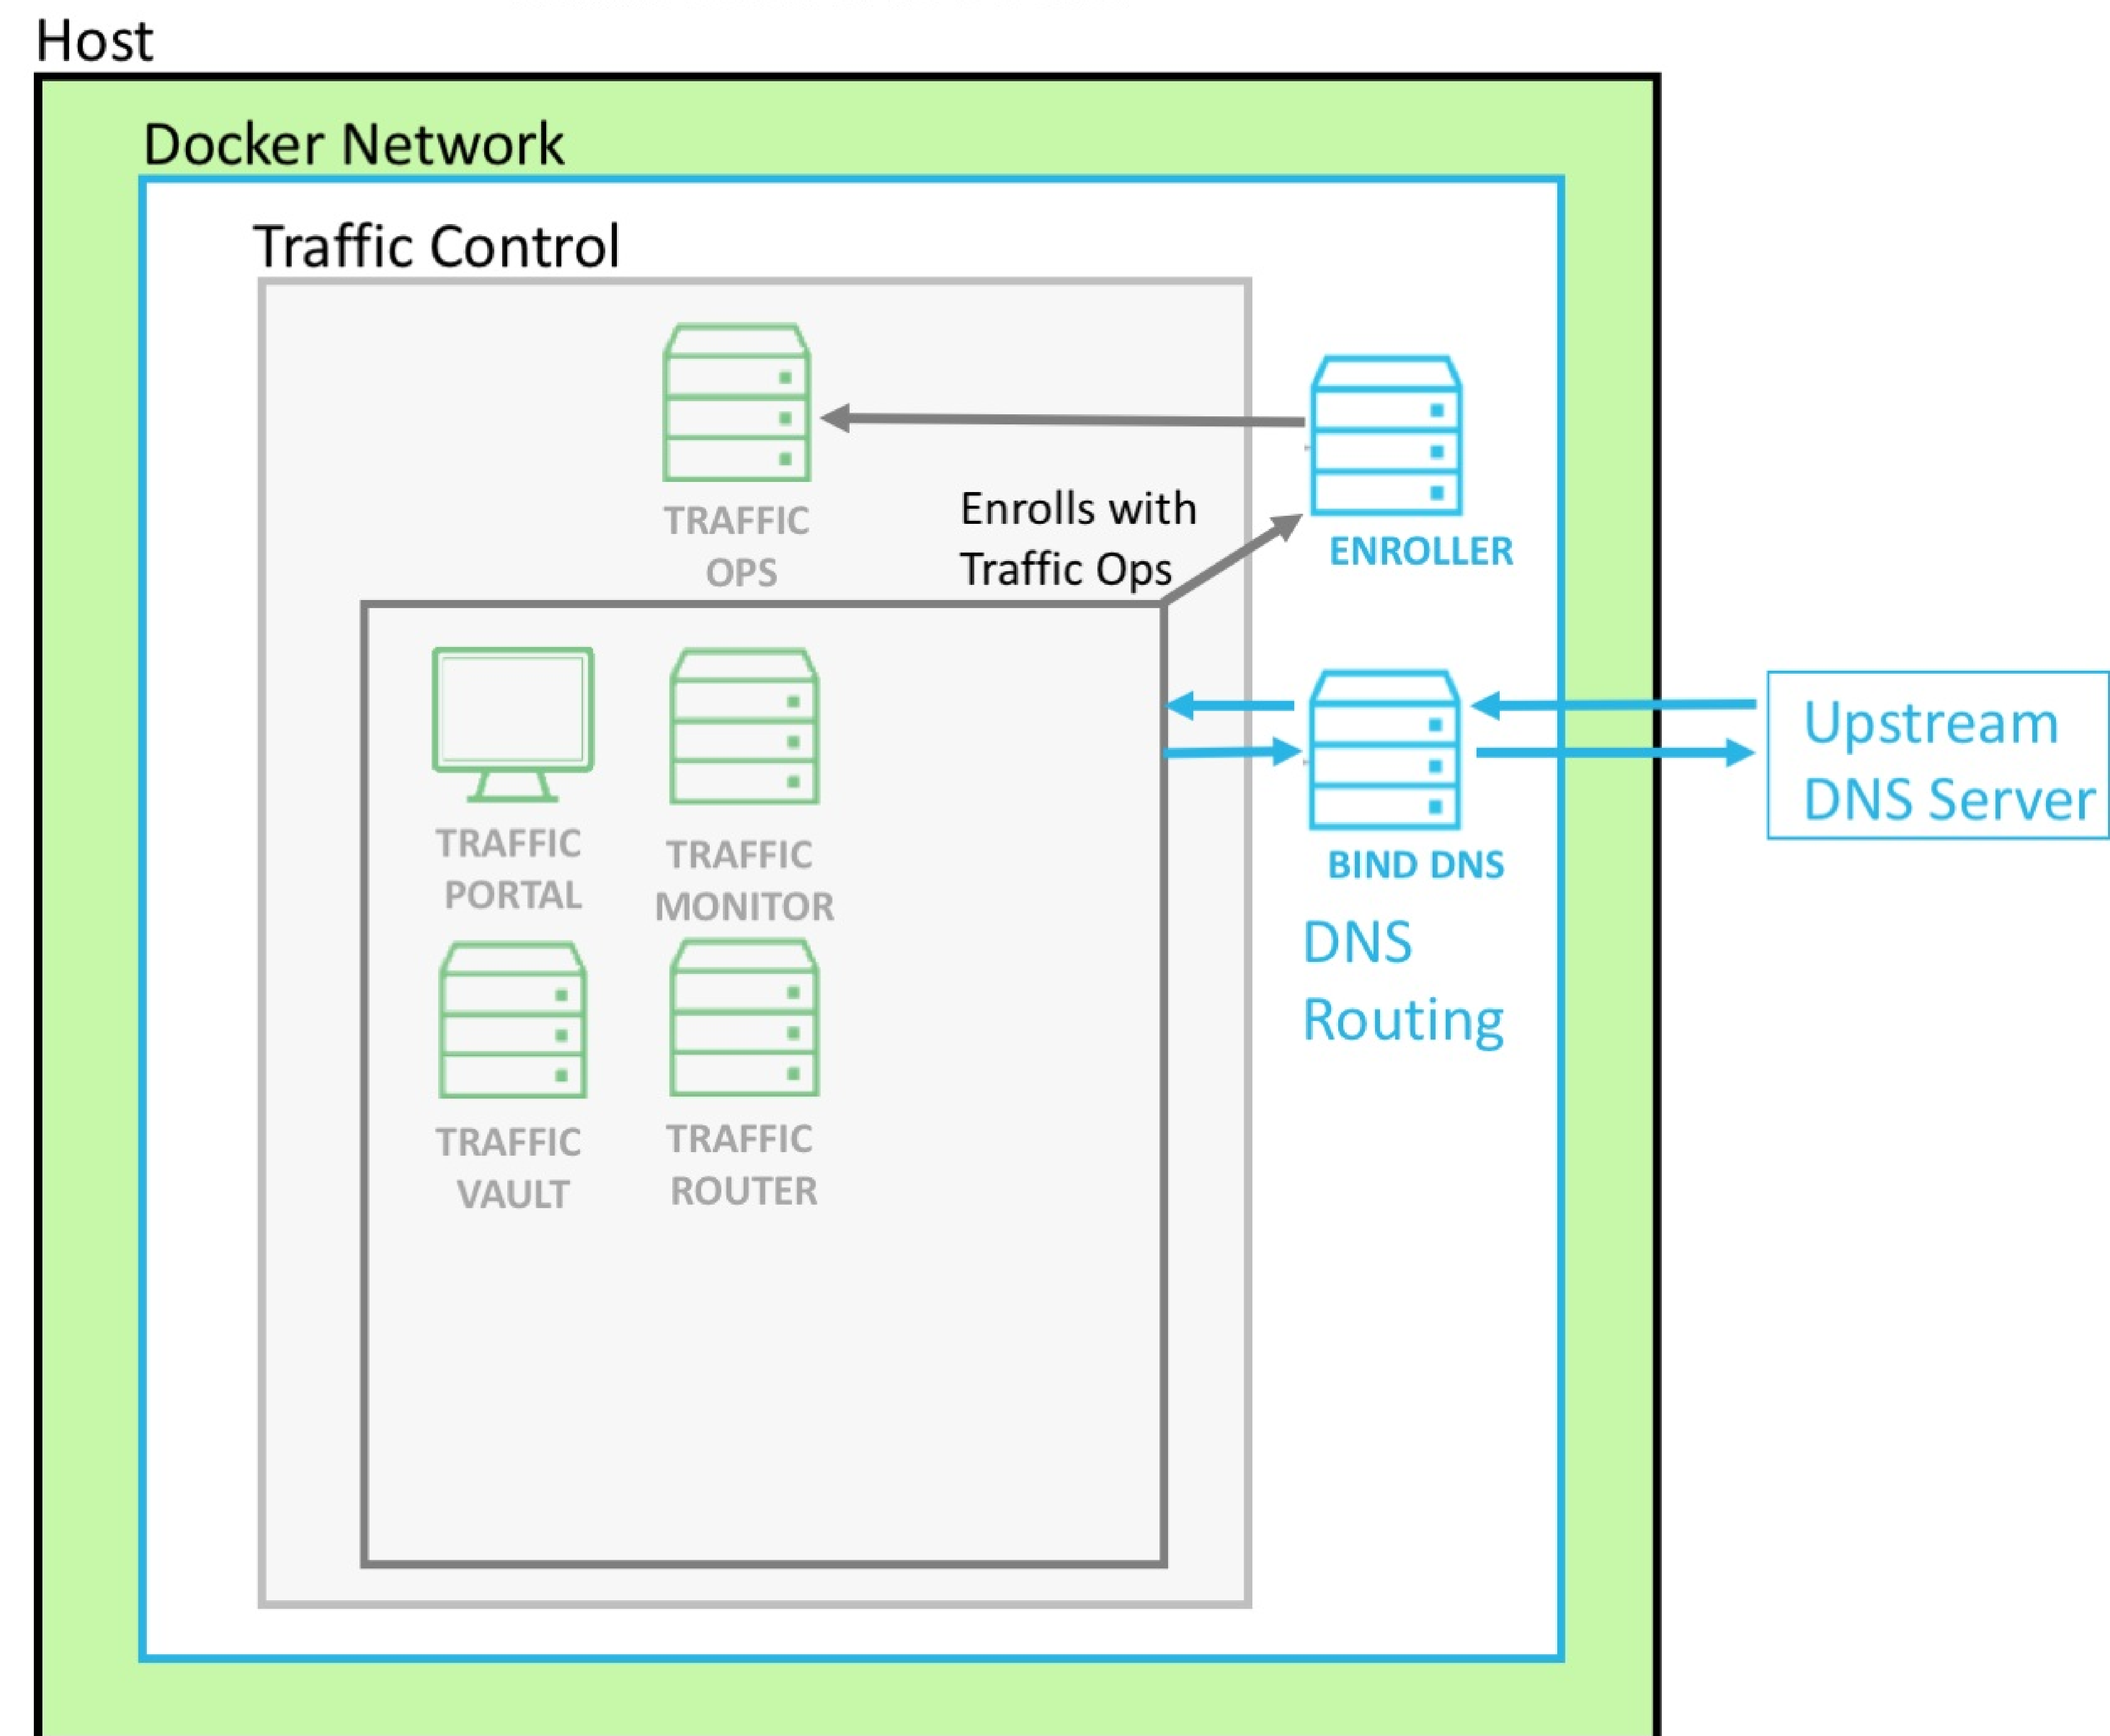 Host
Docker Network
Traffic Control
TRAFFIC
OPS
Enrolls with
Traffic Ops
ENROLLER
TRAFFIC
PORTAL
TRAFFIC
MONITOR
BIND DNS
DNS
Routing
Upstream
DNS Server
TRAFFIC
VAULT
TRAFFIC
ROUTER